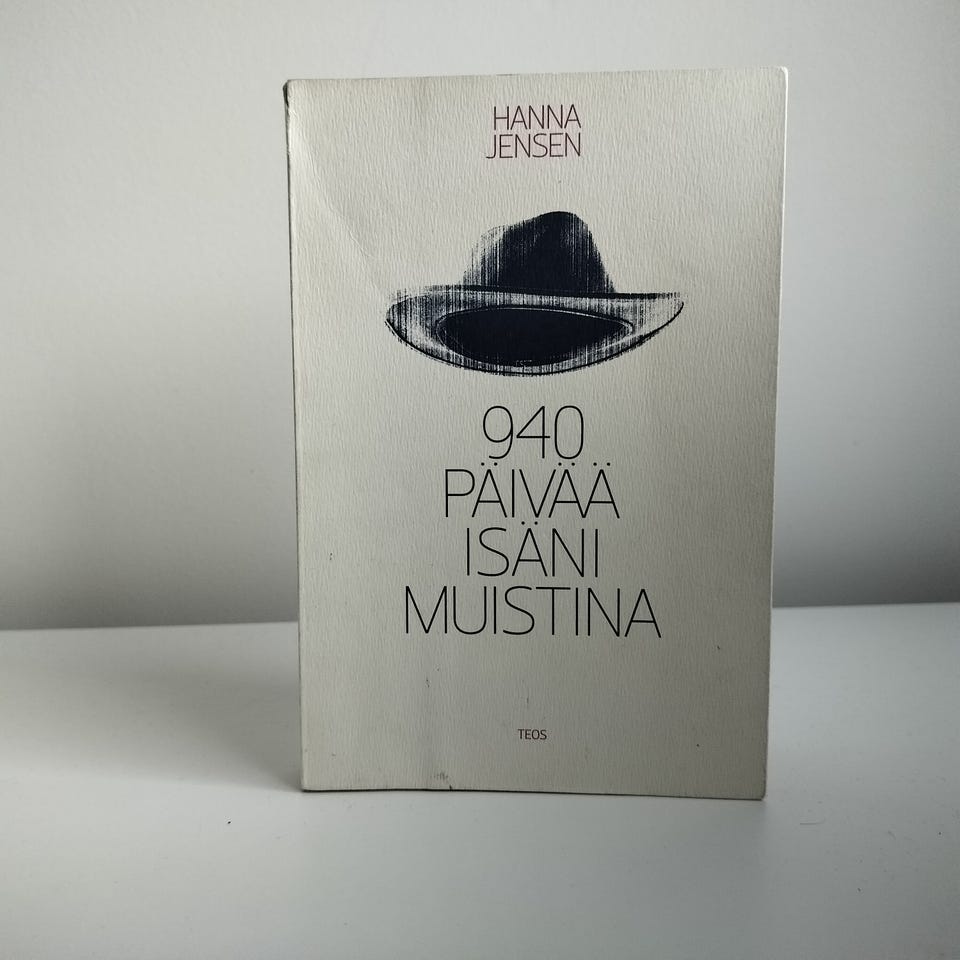 HANNA
JENSEN
940
PÄIVÄÄ
ISÄNI
MUISTINA
TEOS